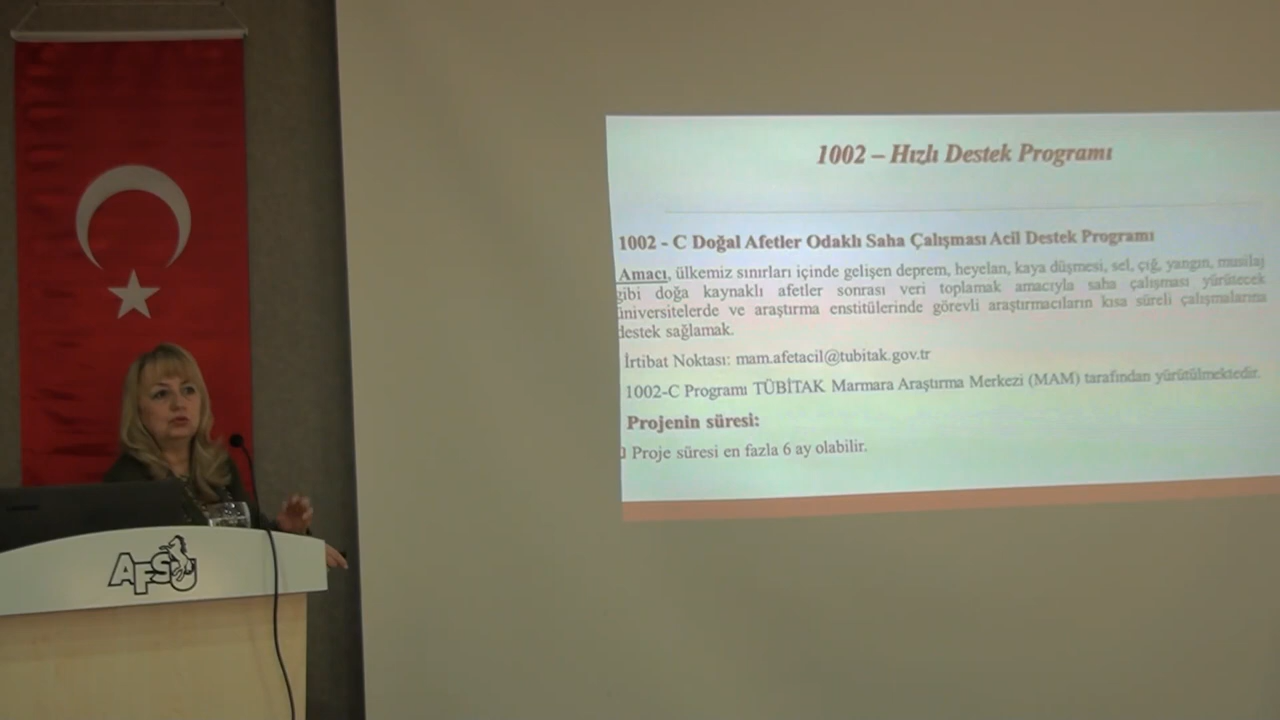 1002 – Hızlı Destek Programı
1002 - C Doğal Afetler Odaklı Saha Çalışması Acil Destek Programı
Amacı, ülkemiz sınırları içinde gelişen deprem, heyelan, kaya düşmesi, sel, çığ, yangın, müsilaj
gibi doğa kaynaklı afetler sonrası veri toplamak amacıyla saha çalışması yürütecek
üniversitelerde ve araştırma enstitülerinde görevli araştırmacıların kısa süreli çalışmalarına
destek sağlamak.
İrtibat Noktası: mam.afetacil@tubitak.gov.tr
1002-C Programı TÜBİTAK Marmara Araştırma Merkezi (MAM) tarafından yürütülmektedir.
Projenin süresi:
Proje süresi en fazla 6 ay olabilir.
AFSÜ